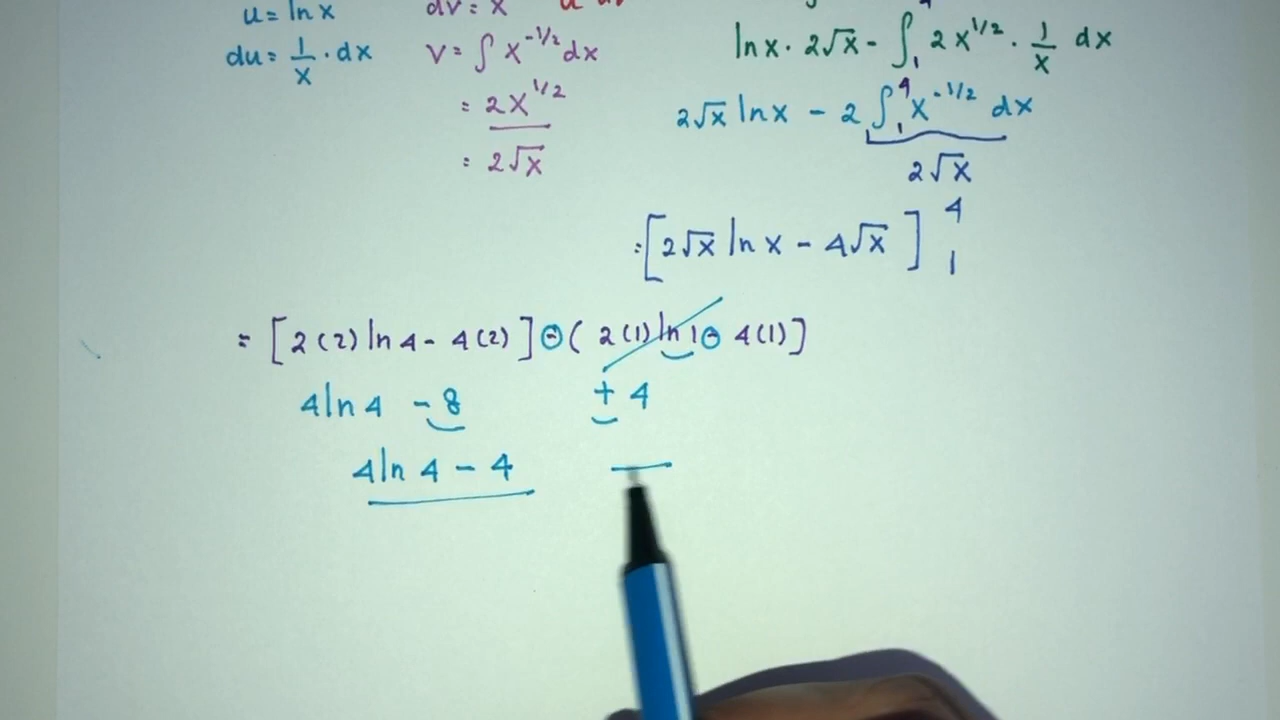 u = ln x
dv = x
du = 1/x · dx
v = ∫ x^-1/2 dx
= 2x^1/2
= 2√x
ln x · 2√x - ∫₁⁴ 2x^1/2 · 1/x dx
2√x ln x - 2 ∫₁⁴ x^-1/2 dx
2√x
= [2√x ln x - 4√x]₁⁴
= [2(2) ln 4 - 4(2)] - (2(1) ln 1 - 4(1)]
4 ln 4 - 8 + 4
4 ln 4 - 4